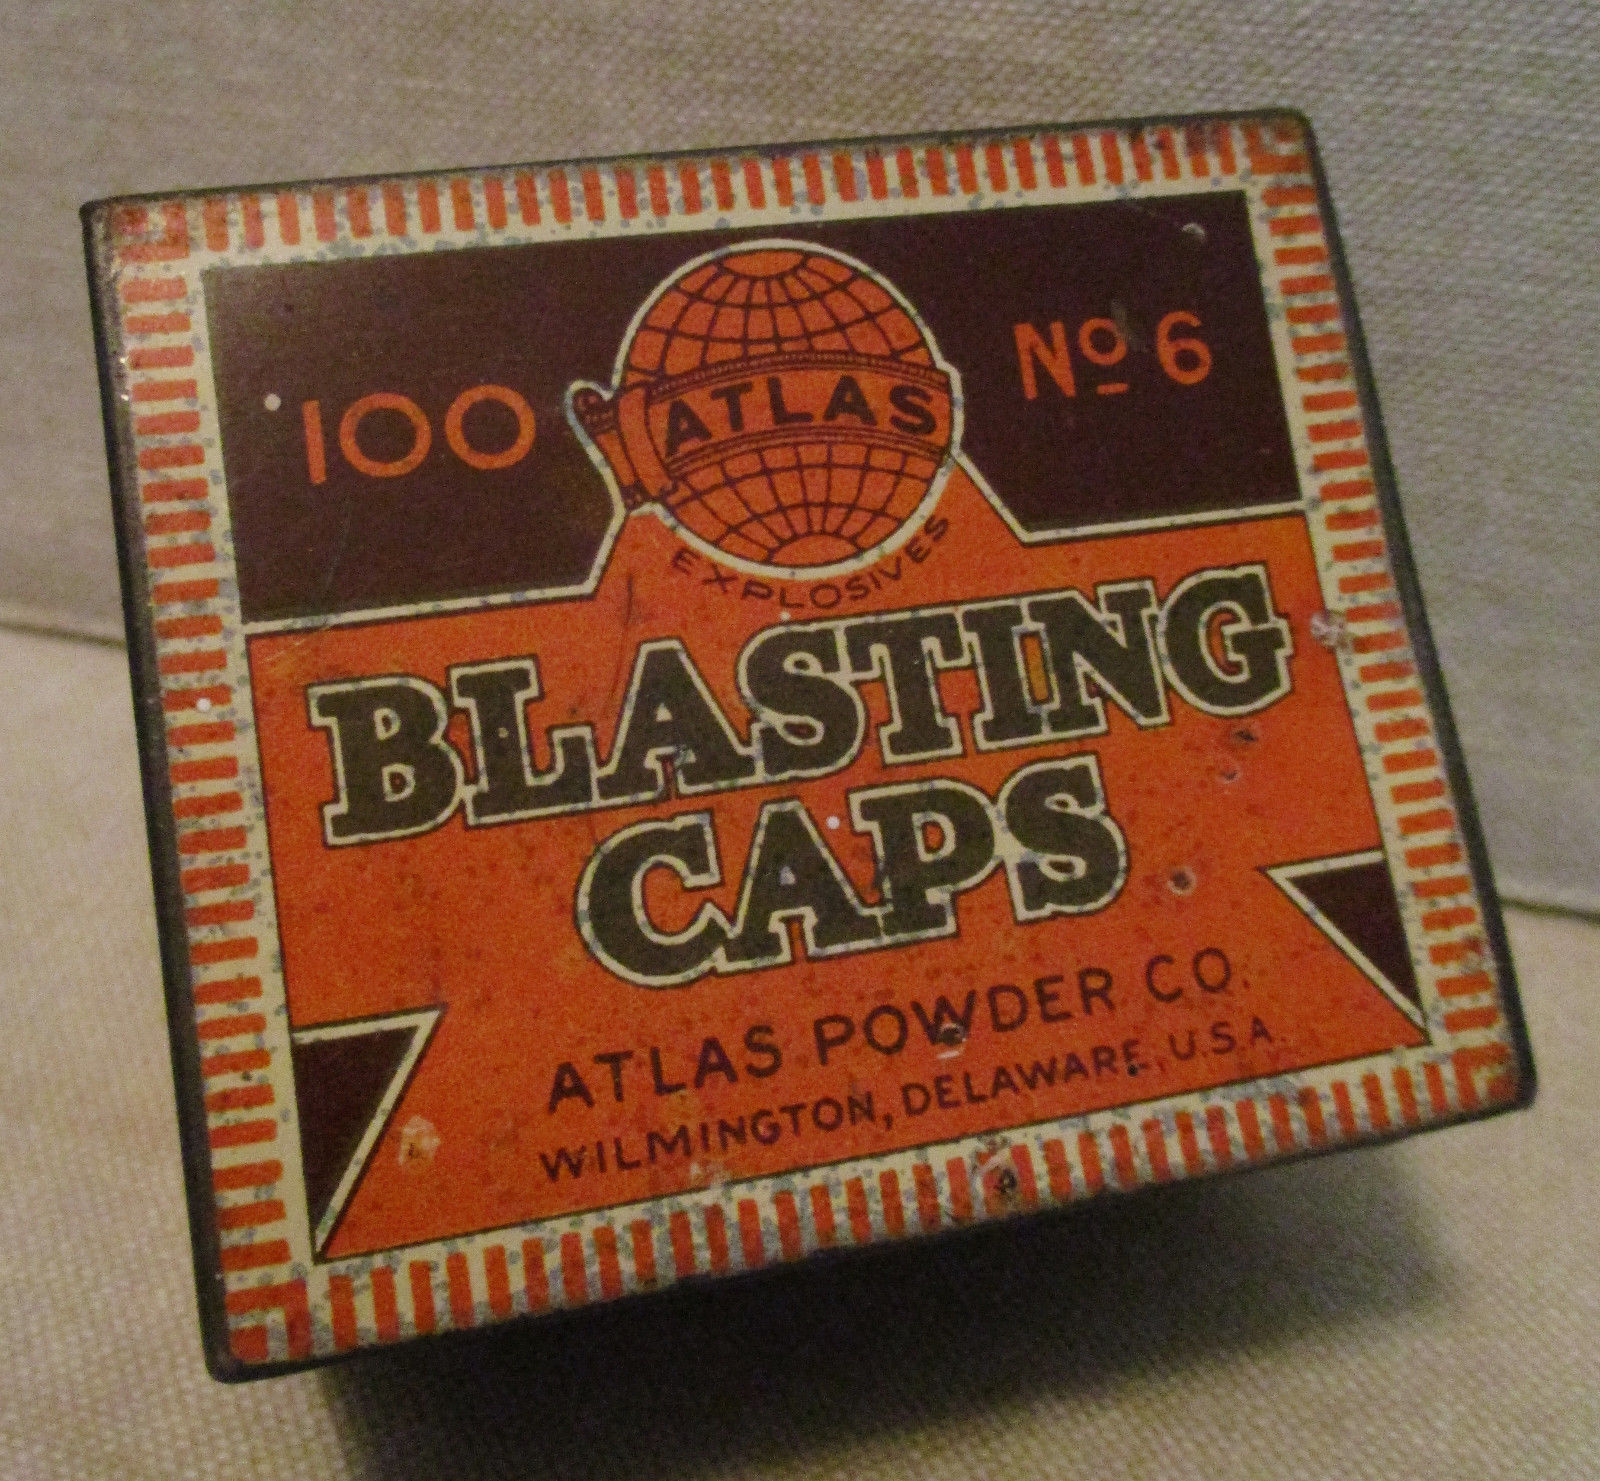 100
ATLAS
No 6
EXPLOSIVES
BLASTING
CAPS
ATLAS POWDER CO.
WILMINGTON, DELAWARE, U.S.A.